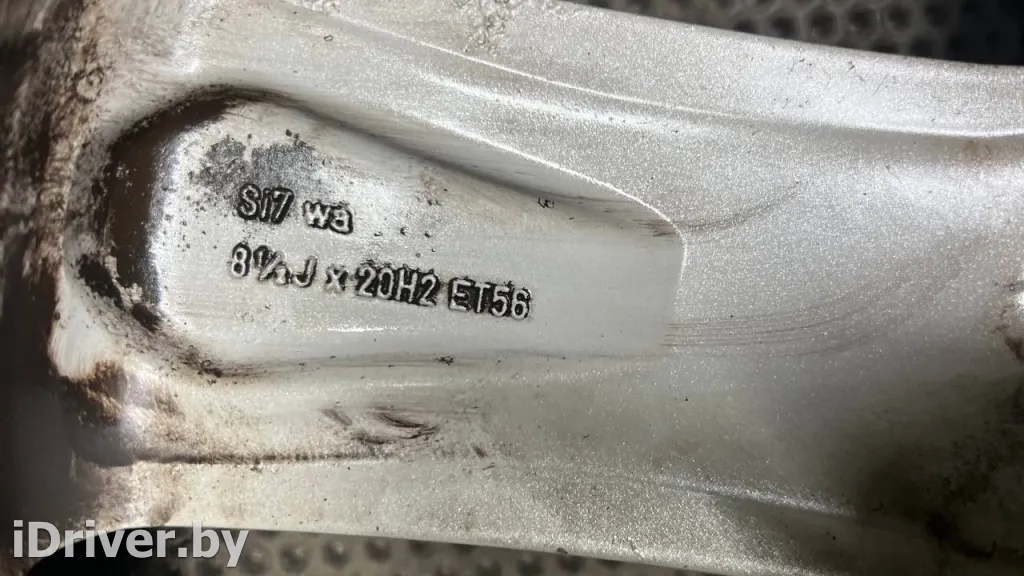 Si7 wa
8½J x 20H2 ET56
iDriver.by